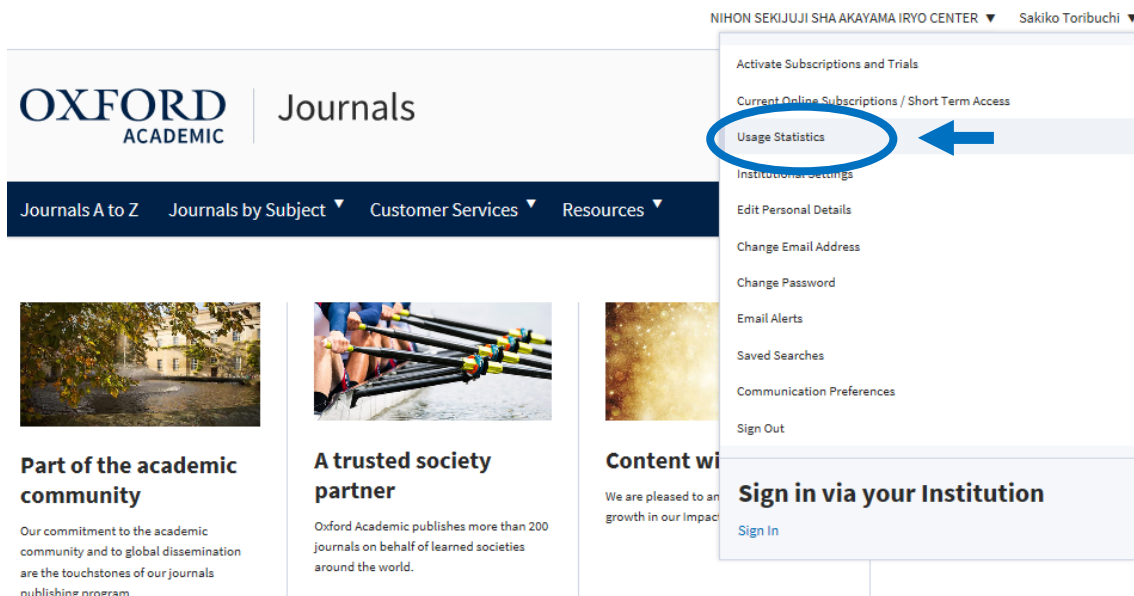 NIHON SEKIJUJI SHA AKAYAMA IRYO CENTER ▼ Sakiko Toribuchi ▼
OXFORD
ACADEMIC
Journals
Journals A to Z Journals by Subject ▼ Customer Services ▼ Resources ▼
Activate Subscriptions and Trials
Current Online Subscriptions / Short Term Access
Usage Statistics
Institutional Settings
Edit Personal Details
Change Email Address
Change Password
Email Alerts
Saved Searches
Communication Preferences
Sign Out
Sign in via your Institution
Sign In
Part of the academic
community
Our commitment to the academic
community and to global dissemination
are the touchstones of our journals
publishing program
A trusted society
partner
Oxford Academic publishes more than 200
journals on behalf of learned societies
around the world.
Content wi
We are pleased to an
growth in our Impact